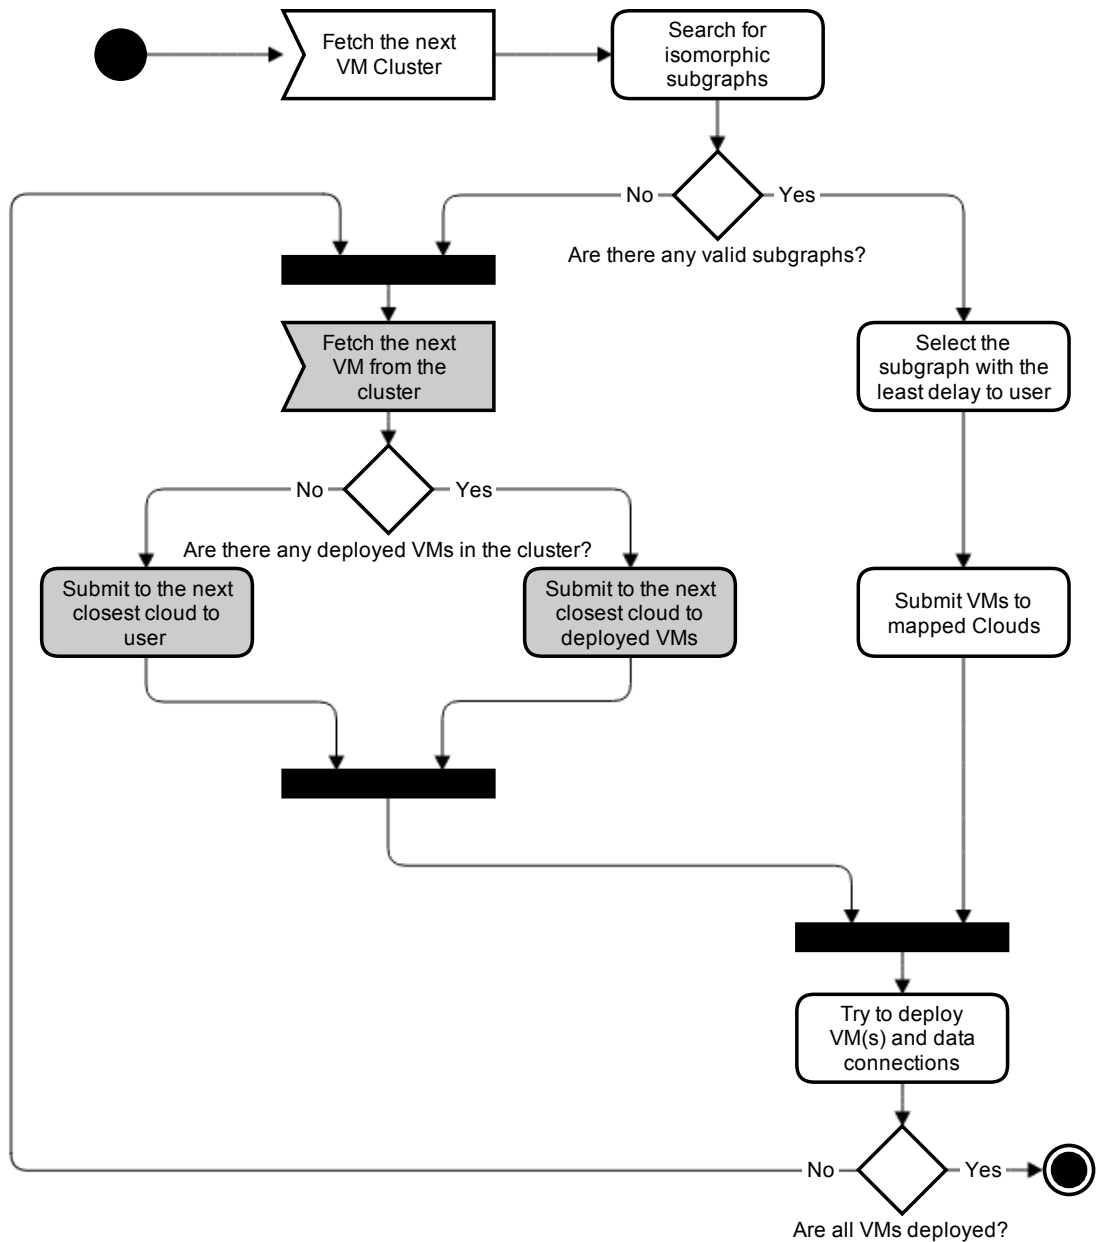 Fetch the next
VM Cluster
Search for
isomorphic
subgraphs
No
Yes
Are there any valid subgraphs?
Fetch the next
VM from the
cluster
Select the
subgraph with the
least delay to user
No
Yes
Are there any deployed VMs in the cluster?
Submit to the next
closest cloud to
user
Submit to the next
closest cloud to
deployed VMs
Submit VMs to
mapped Clouds
Try to deploy
VM(s) and data
connections
No
Yes
Are all VMs deployed?